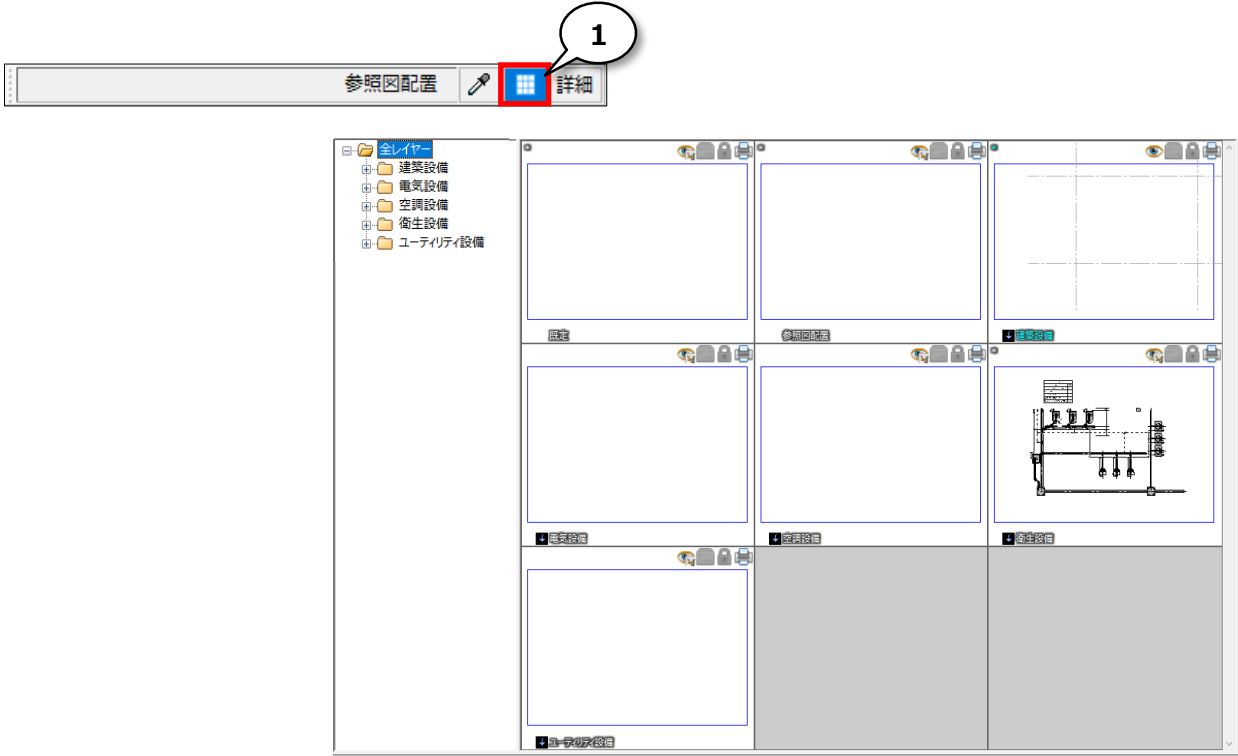 1
参照図配置
詳細
全レイヤー
建築設備
電気設備
空調設備
衛生設備
ユーティリティ設備
既定
参照図配置
建築設備
電気設備
空調設備
衛生設備
ユーティリティ設備